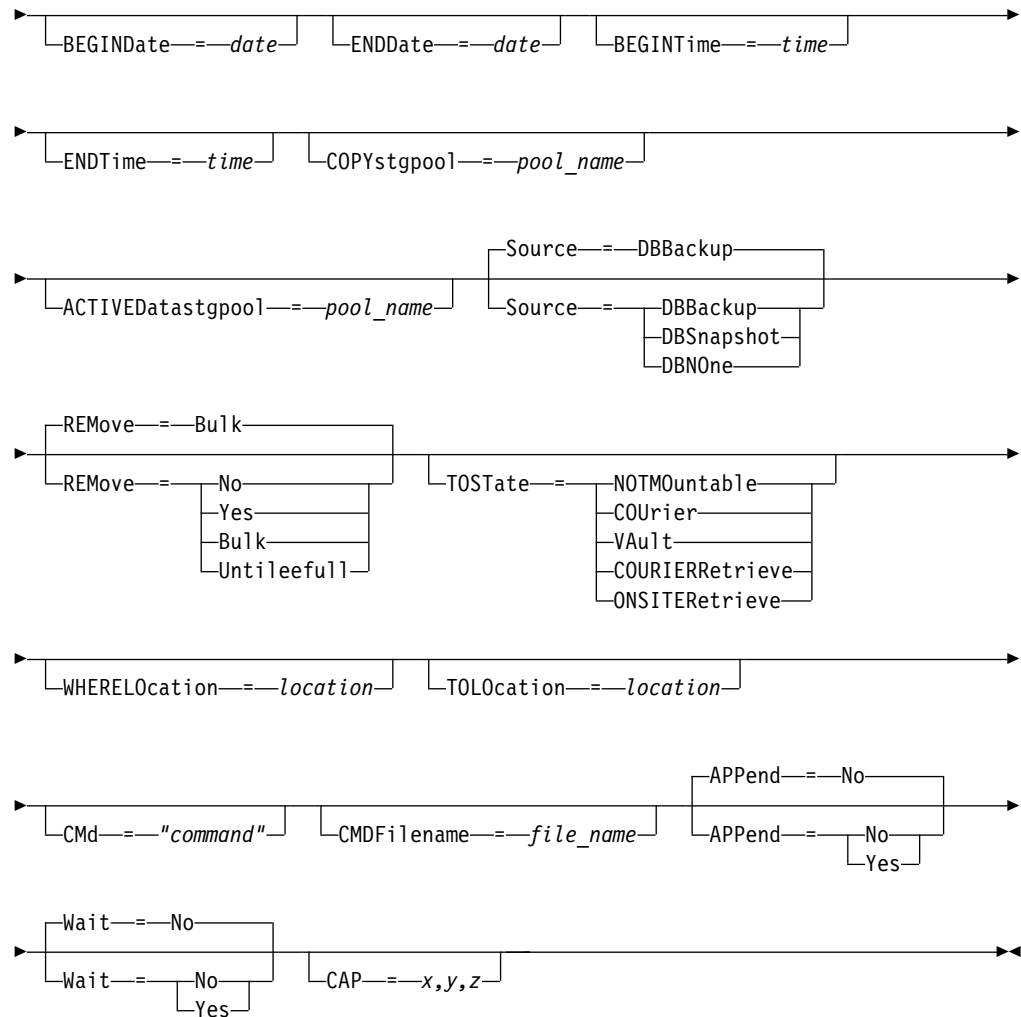 BEGINDate = date ENDDate = date BEGINTime = time
ENDTime = time COPYstgpool = pool_name
Source = DBBackup
ACTIVEDatastgpool = pool_name Source = DBBackup
DBSnapshot
DBNOne
REMove = Bulk
REMove = No TOSTate = NOTMOuntable
Yes COUrier
Bulk VAult
Untileefull COURIERRetrieve
ONSITERetrieve
WHERELOcation = location TOLOcation = location
APPend = No
CMd = "command" CMDFilename = file_name APPend = No
Yes
Wait = No
Wait = No CAP = x,y,z
Yes